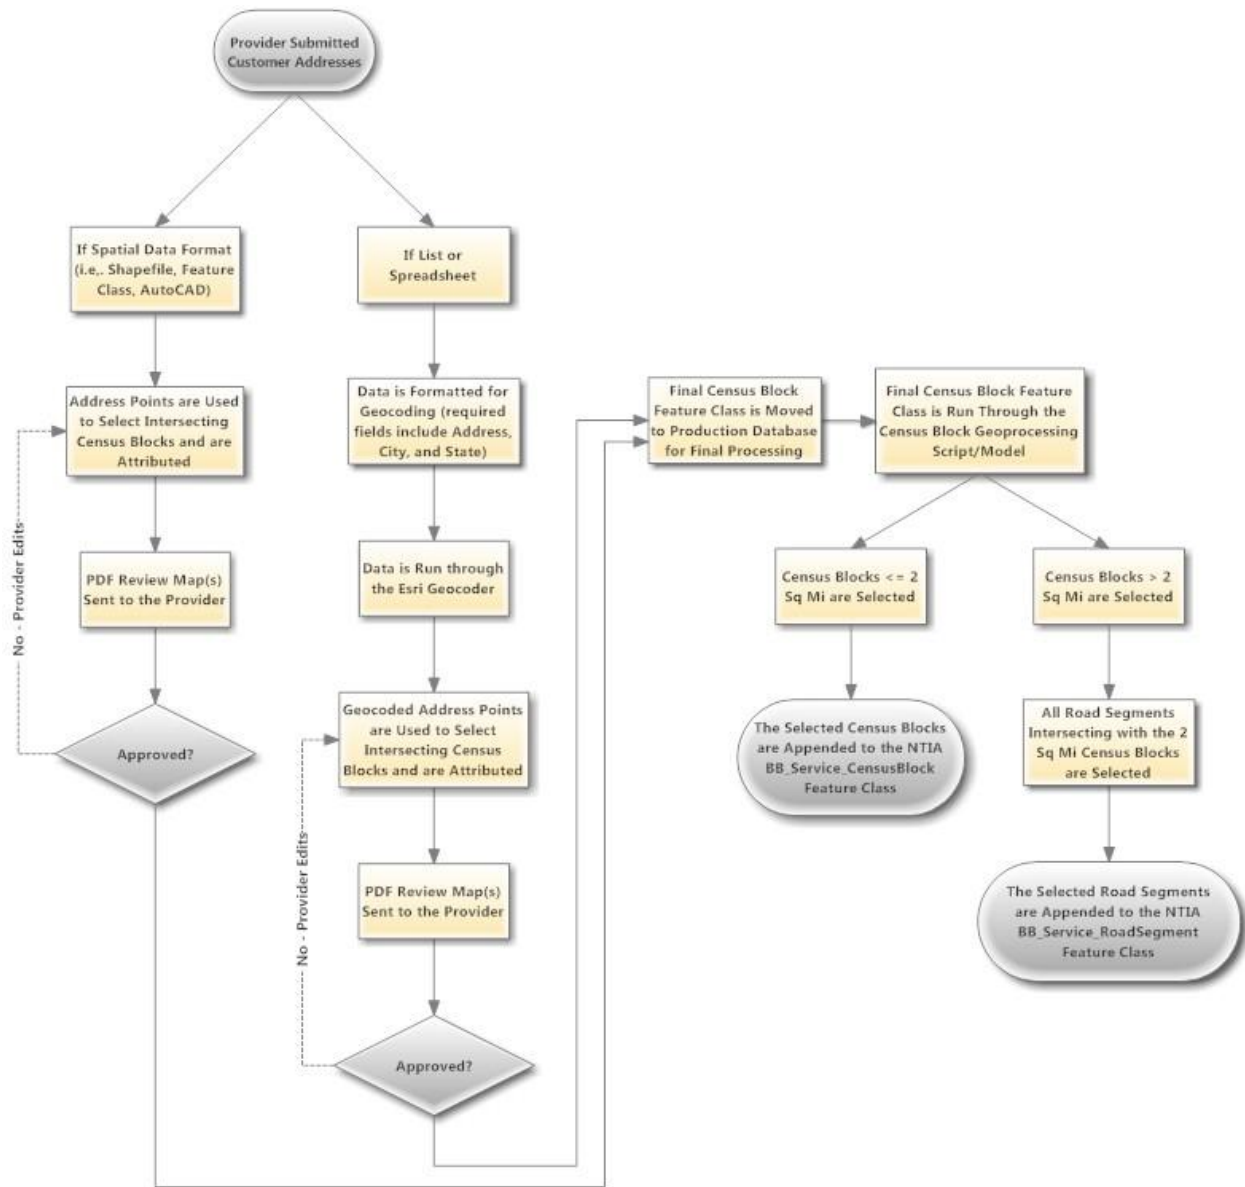 Provider Submitted
Customer Addresses
If Spatial Data Format
(i.e,. Shapefile, Feature
Class, AutoCAD)
If List or
Spreadsheet
Address Points are Used
to Select Intersecting
Census Blocks and are
Attributed
Data is Formatted for
Geocoding (required
fields include Address,
City, and State)
Final Census Block
Feature Class is Moved
to Production Database
for Final Processing
Final Census Block Feature
Class is Run Through the
Census Block Geoprocessing
Script/Model
No - Provider Edits
PDF Review Map(s)
Sent to the Provider
Data is Run through
the Esri Geocoder
Census Blocks <= 2
Sq Mi are Selected
Census Blocks > 2
Sq Mi are Selected
Approved?
Geocoded Address Points
are Used to Select
Intersecting Census
Blocks and are Attributed
The Selected Census Blocks
are Appended to the NTIA
BB_Service_CensusBlock
Feature Class
All Road Segments
Intersecting with the 2
Sq Mi Census Blocks
are Selected
No - Provider Edits
PDF Review Map(s)
Sent to the Provider
The Selected Road Segments
are Appended to the NTIA
BB_Service_RoadSegment
Feature Class
Approved?